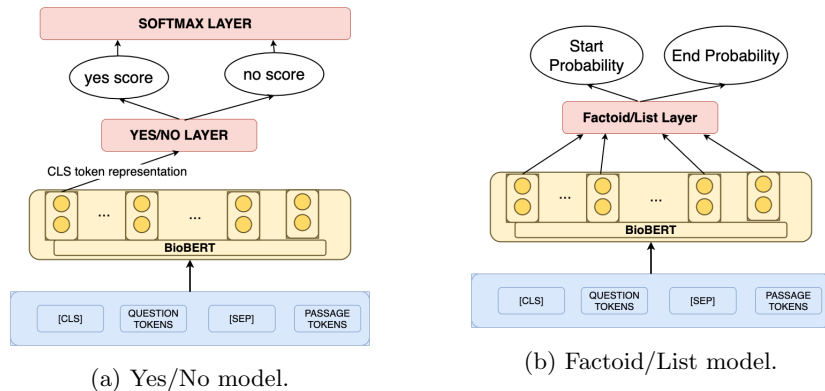 SOFTMAX LAYER
yes score
no score
YES/NO LAYER
CLS token representation
...
...
BioBERT
[CLS]
QUESTION
TOKENS
[SEP]
PASSAGE
TOKENS
(a) Yes/No model.
Start
Probability
End Probability
Factoid/List Layer
...
...
BioBERT
[CLS]
QUESTION
TOKENS
[SEP]
PASSAGE
TOKENS
(b) Factoid/List model.